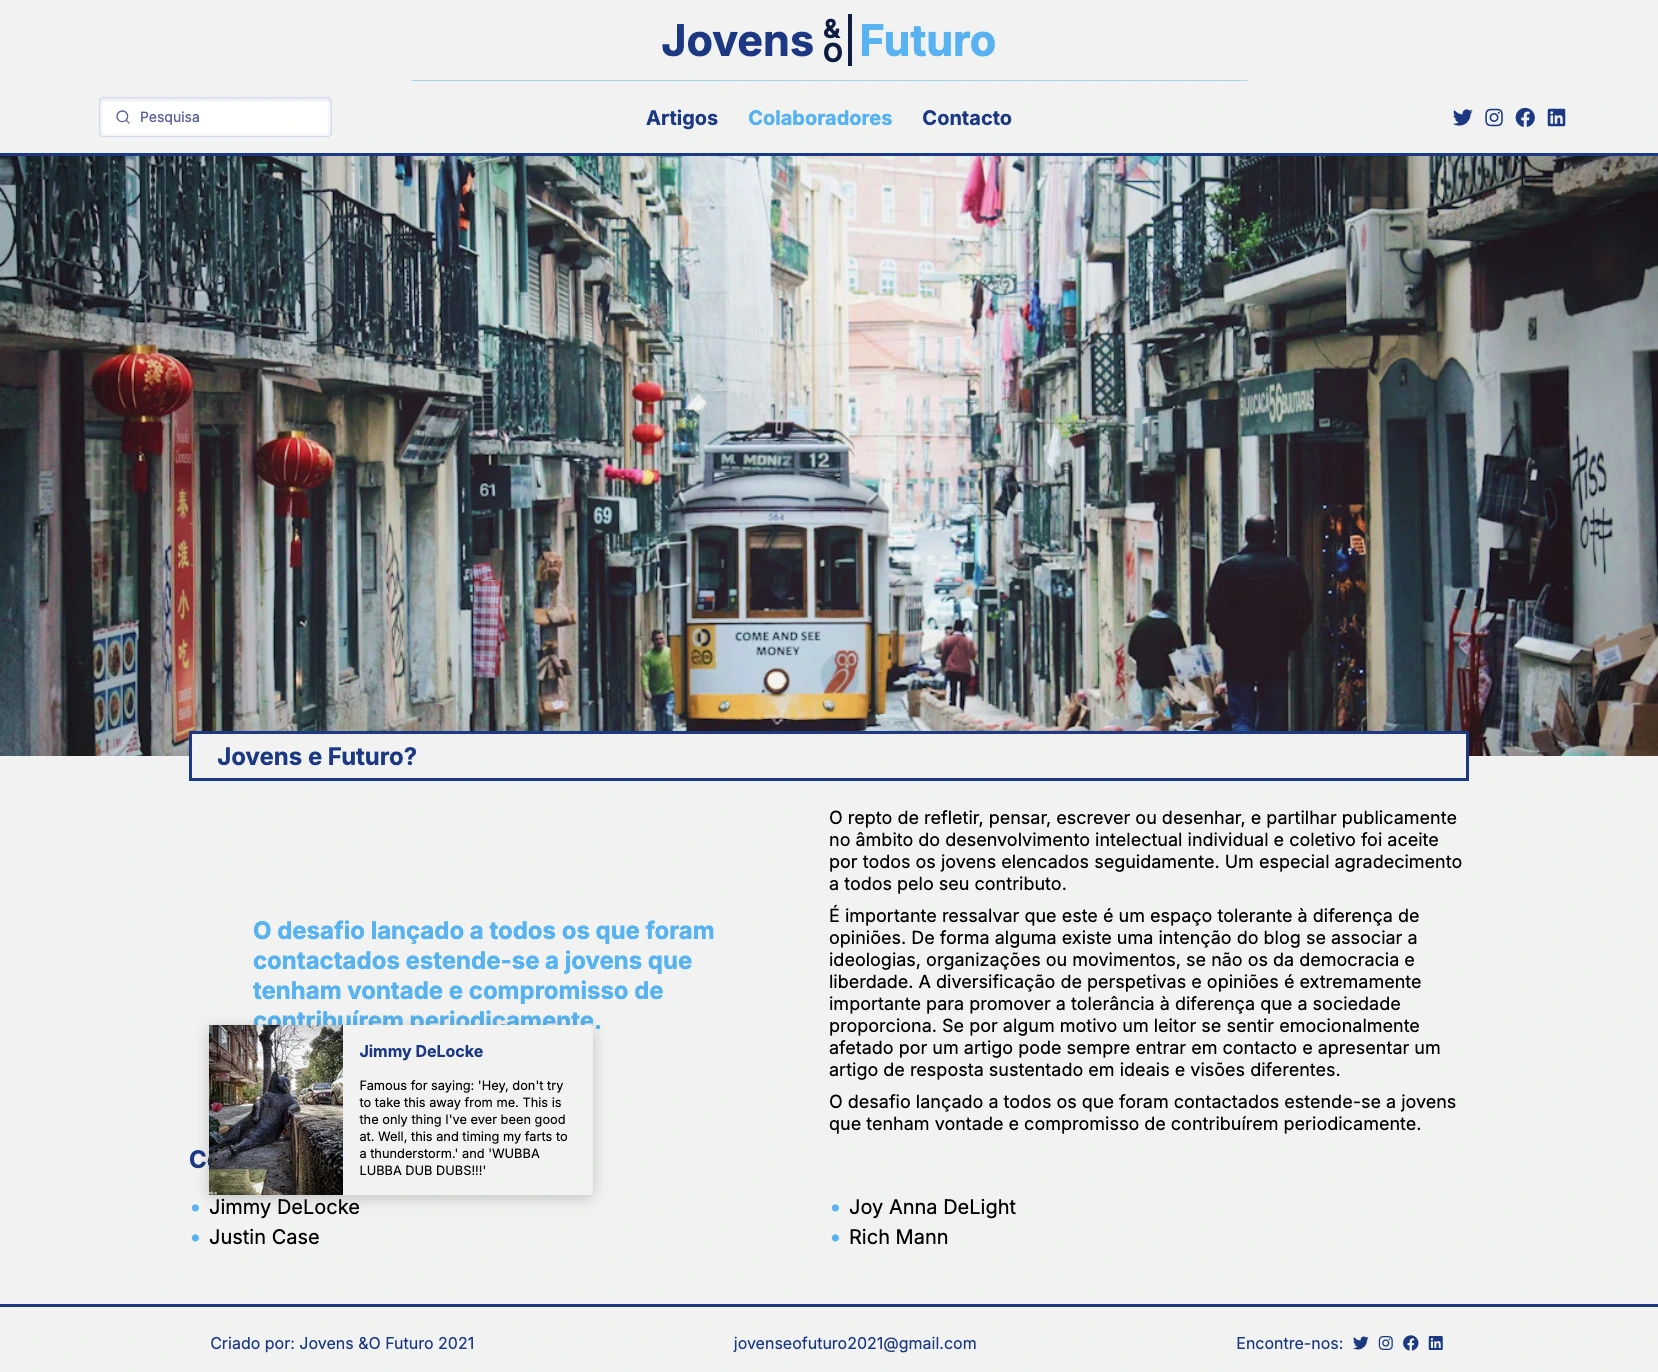 Jovens &O Futuro
Pesquisa
Artigos Colaboradores Contacto
M. MONIZ 12
564
61
69
56
COME AND SEE
MONEY
泰
淮
小
吃
Jovens e Futuro?
O desafio lançado a todos os que foram
contactados estende-se a jovens que
tenham vontade e compromisso de
contribuírem periodicamente.
O repto de refletir, pensar, escrever ou desenhar, e partilhar publicamente
no âmbito do desenvolvimento intelectual individual e coletivo foi aceite
por todos os jovens elencados seguidamente. Um especial agradecimento
a todos pelo seu contributo.
É importante ressalvar que este é um espaço tolerante à diferença de
opiniões. De forma alguma existe uma intenção do blog se associar a
ideologias, organizações ou movimentos, se não os da democracia e
liberdade. A diversificação de perspetivas e opiniões é extremamente
importante para promover a tolerância à diferença que a sociedade
proporciona. Se por algum motivo um leitor se sentir emocionalmente
afetado por um artigo pode sempre entrar em contacto e apresentar um
artigo de resposta sustentado em ideais e visões diferentes.
O desafio lançado a todos os que foram contactados estende-se a jovens
que tenham vontade e compromisso de contribuírem periodicamente.
Jimmy DeLocke
Famous for saying: 'Hey, don't try
to take this away from me. This is
the only thing I've ever been good
at. Well, this and timing my farts to
a thunderstorm.' and 'WUBBA
LUBBA DUB DUBS!!!'
Jimmy DeLocke
Justin Case
Joy Anna DeLight
Rich Mann
Criado por: Jovens &O Futuro 2021
jovenseofuturo2021@gmail.com
Encontre-nos: